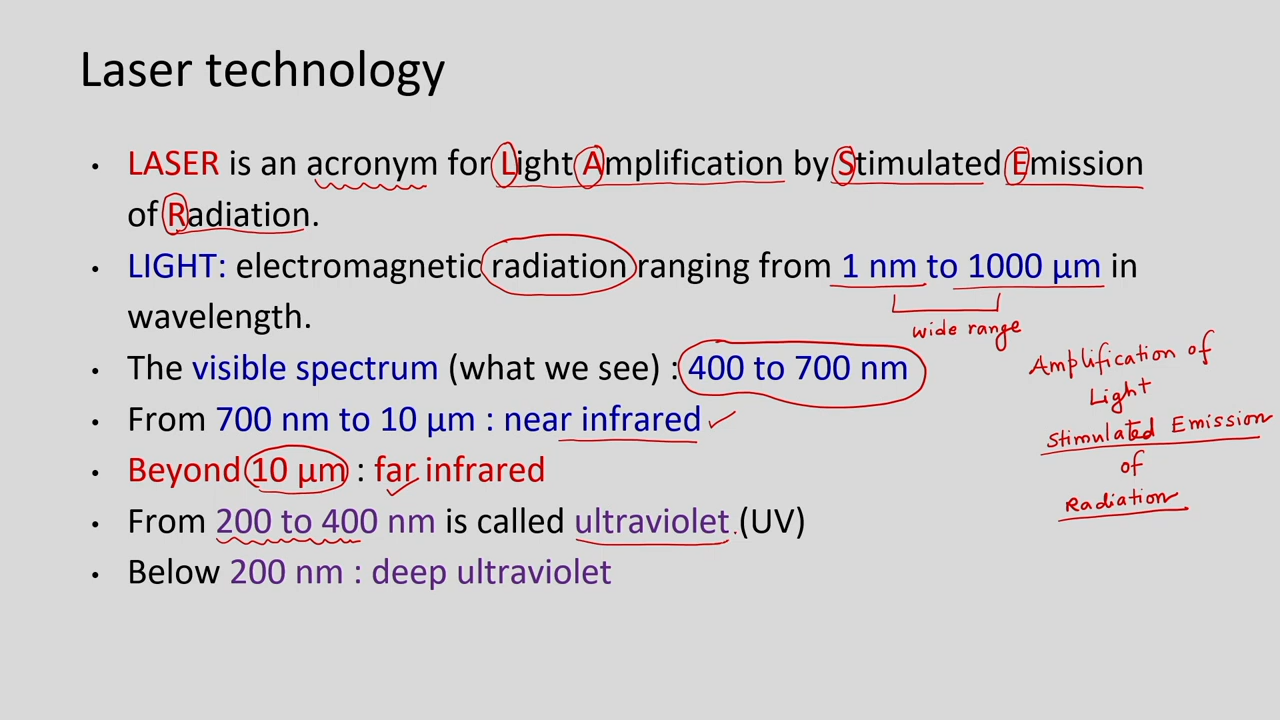 Laser technology
• LASER is an acronym for Light Amplification by Stimulated Emission
of Radiation.
• LIGHT: electromagnetic radiation ranging from 1 nm to 1000 µm in
wavelength.
wide range
• The visible spectrum (what we see) : 400 to 700 nm
• From 700 nm to 10 µm : near infrared
• Beyond 10 µm : far infrared
• From 200 to 400 nm is called ultraviolet (UV)
• Below 200 nm : deep ultraviolet
Amplification of
Light
Stimulated Emission
of
Radiation